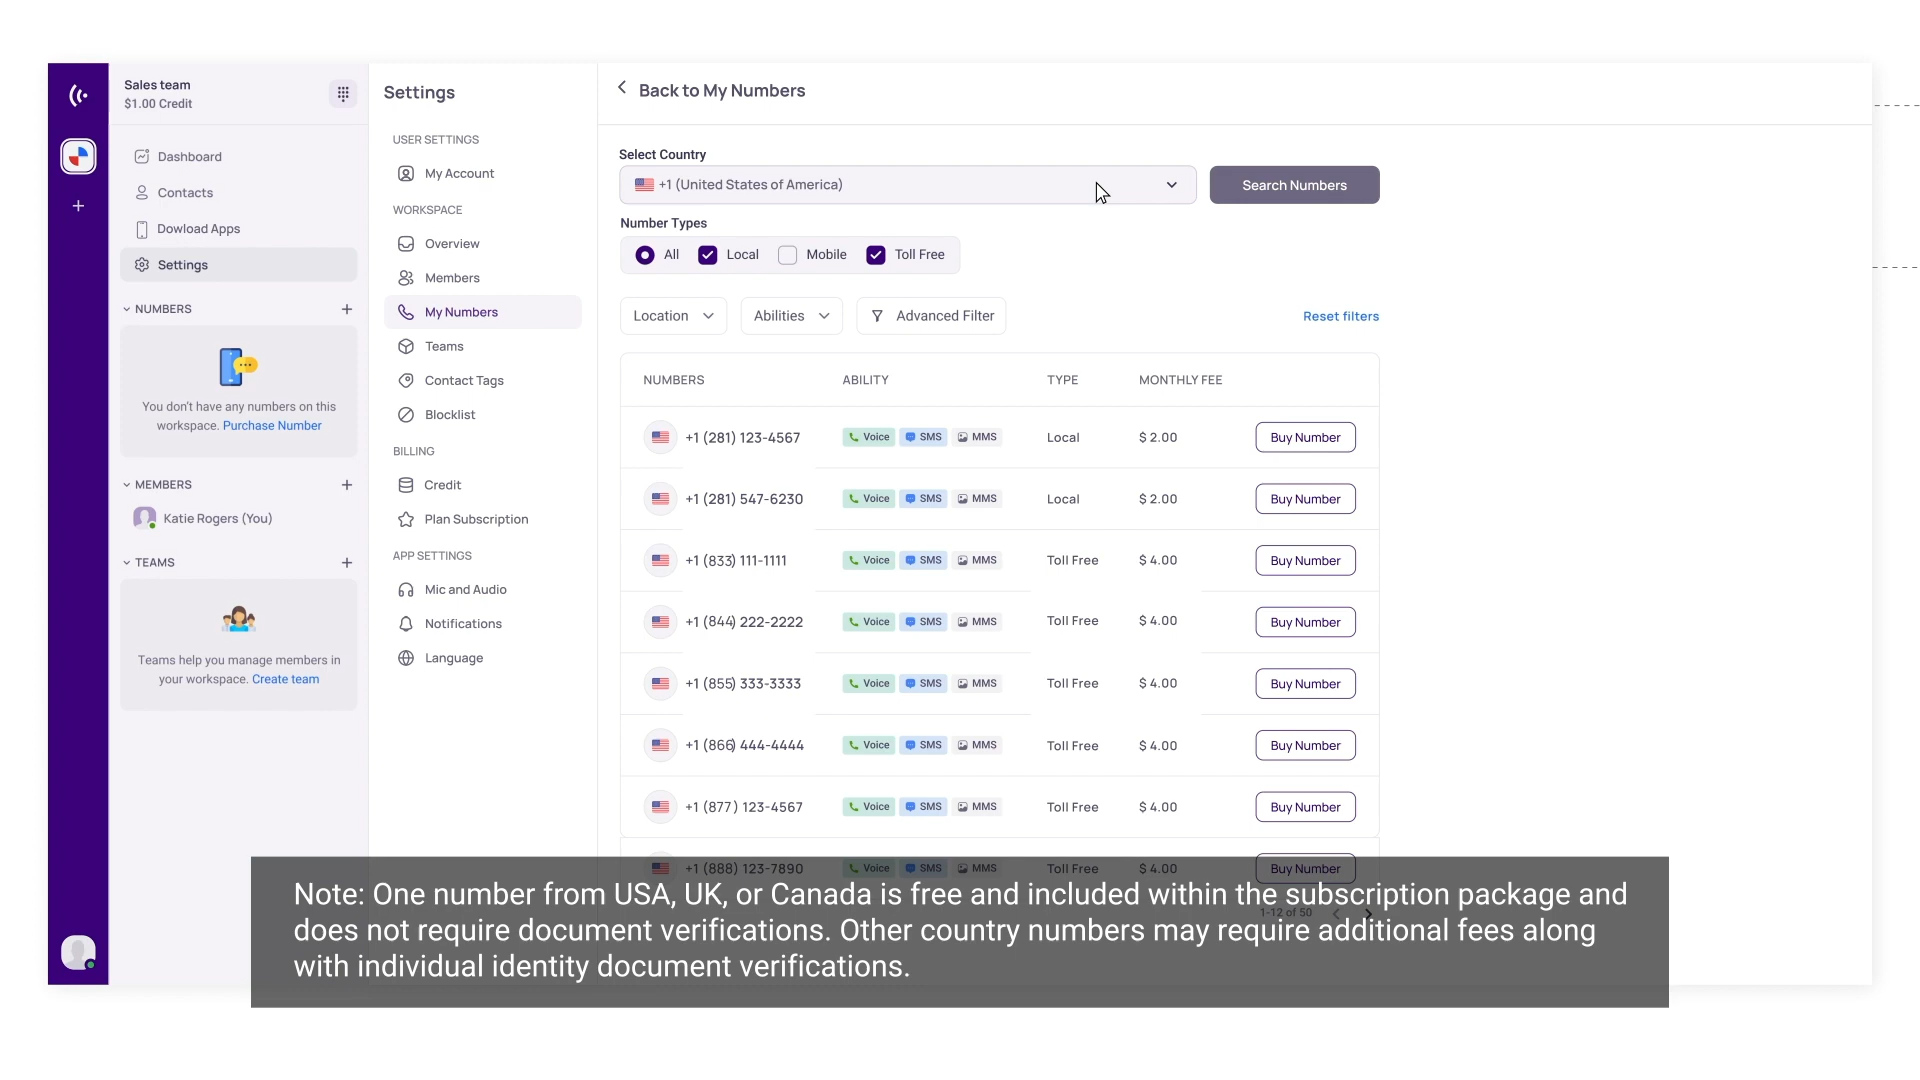 Sales team
$1.00 Credit
Dashboard
Contacts
Dowload Apps
Settings
NUMBERS
You don't have any numbers on this
workspace. Purchase Number
MEMBERS
Katie Rogers (You)
TEAMS
Teams help you manage members in
your workspace. Create team
Settings
USER SETTINGS
My Account
WORKSPACE
Overview
Members
My Numbers
Teams
Contact Tags
Blocklist
BILLING
Credit
Plan Subscription
APP SETTINGS
Mic and Audio
Notifications
Language
Back to My Numbers
Select Country
+1 (United States of America)
Search Numbers
Number Types
All Local Mobile Toll Free
Location Abilities Advanced Filter Reset filters
NUMBERS ABILITY TYPE MONTHLY FEE
+1 (281) 123-4567 Voice SMS MMS Local $ 2.00 Buy Number
+1 (281) 547-6230 Voice SMS MMS Local $ 2.00 Buy Number
+1 (833) 111-1111 Voice SMS MMS Toll Free $ 4.00 Buy Number
+1 (844) 222-2222 Voice SMS MMS Toll Free $ 4.00 Buy Number
+1 (855) 333-3333 Voice SMS MMS Toll Free $ 4.00 Buy Number
+1 (866) 444-4444 Voice SMS MMS Toll Free $ 4.00 Buy Number
+1 (877) 123-4567 Voice SMS MMS Toll Free $ 4.00 Buy Number
+1 (888) 123-7890 Voice SMS MMS Toll Free $ 4.00 Buy Number
1-12 of 50
Note: One number from USA, UK, or Canada is free and included within the subscription package and
does not require document verifications. Other country numbers may require additional fees along
with individual identity document verifications.